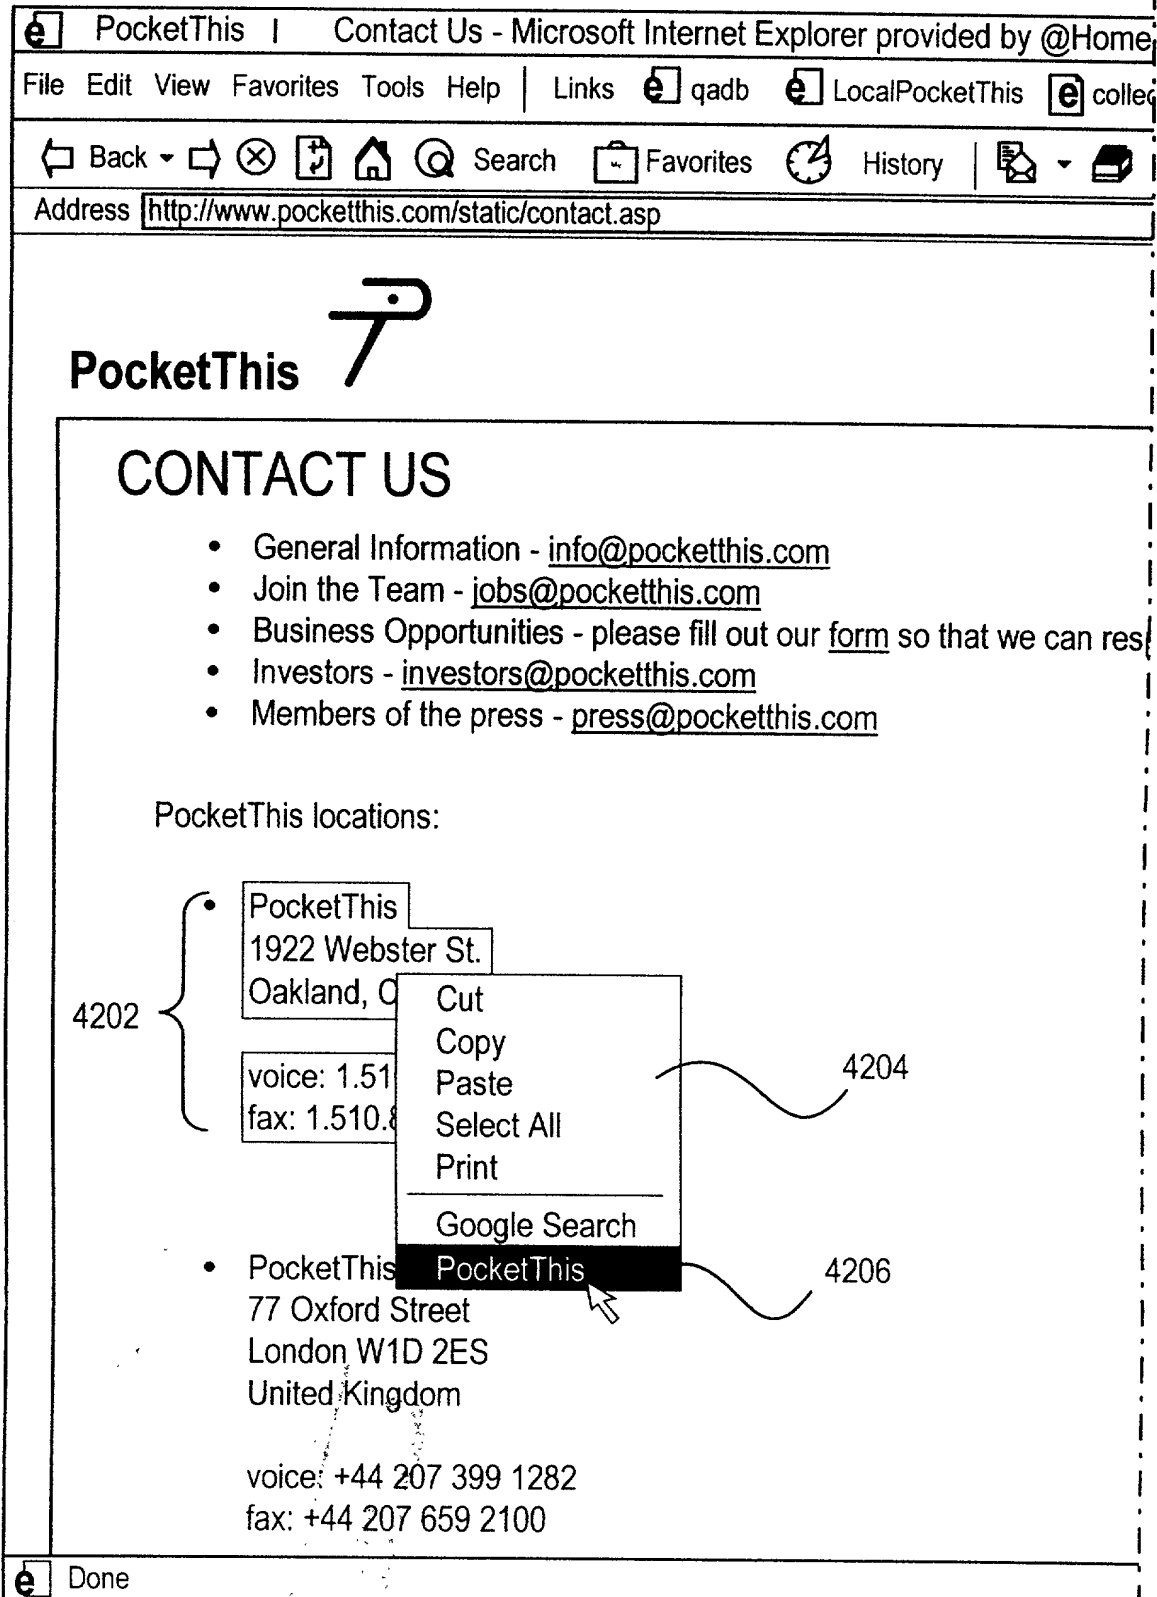 PocketThis | Contact Us - Microsoft Internet Explorer provided by @Home
File Edit View Favorites Tools Help | Links qadb LocalPocketThis
Back Search Favorites History
Address http://www.pocketthis.com/static/contact.asp
PocketThis
CONTACT US
• General Information - info@pocketthis.com
• Join the Team - jobs@pocketthis.com
• Business Opportunities - please fill out our form so that we can
• Investors - investors@pocketthis.com
• Members of the press - press@pocketthis.com
PocketThis locations:
• PocketThis
1922 Webster St.
Oakland,
4202
voice: 1.51
fax: 1.510.
Cut
Copy
Paste
Select All
Print
Google Search
PocketThis
4204
4206
• PocketThis
77 Oxford Street
London W1D 2ES
United Kingdom
voice: +44 207 399 1282
fax: +44 207 659 2100
Done